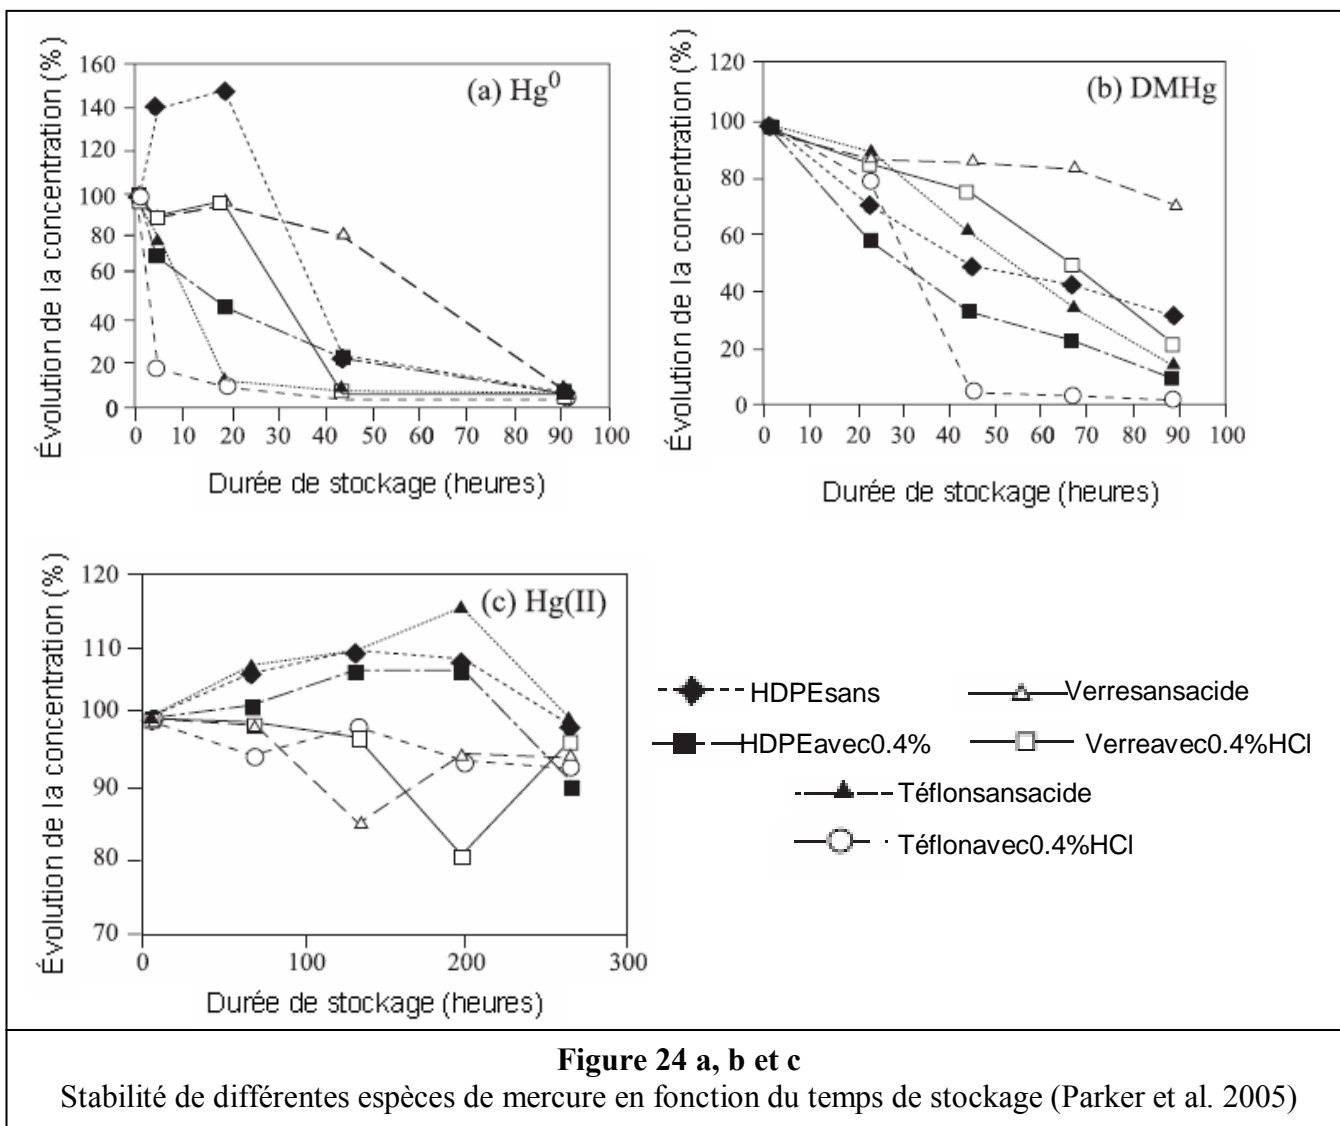 Évolution de la concentration (%)
160
140
120
100
80
60
40
20
0
(a) Hg⁰
0 10 20 30 40 50 60 70 80 90 100
Durée de stockage (heures)
Évolution de la concentration (%)
120
100
80
60
40
20
0
(b) DMHg
0 10 20 30 40 50 60 70 80 90 100
Durée de stockage (heures)
Évolution de la concentration (%)
120
110
100
90
80
70
(c) Hg(II)
0 100 200 300
Durée de stockage (heures)
HDPEsans
Verresansacide
HDPEavec0.4%
Verreavec0.4%HCl
Téflonsansacide
Téflonavec0.4%HCl
Figure 24 a, b et c
Stabilité de différentes espèces de mercure en fonction du temps de stockage (Parker et al. 2005)